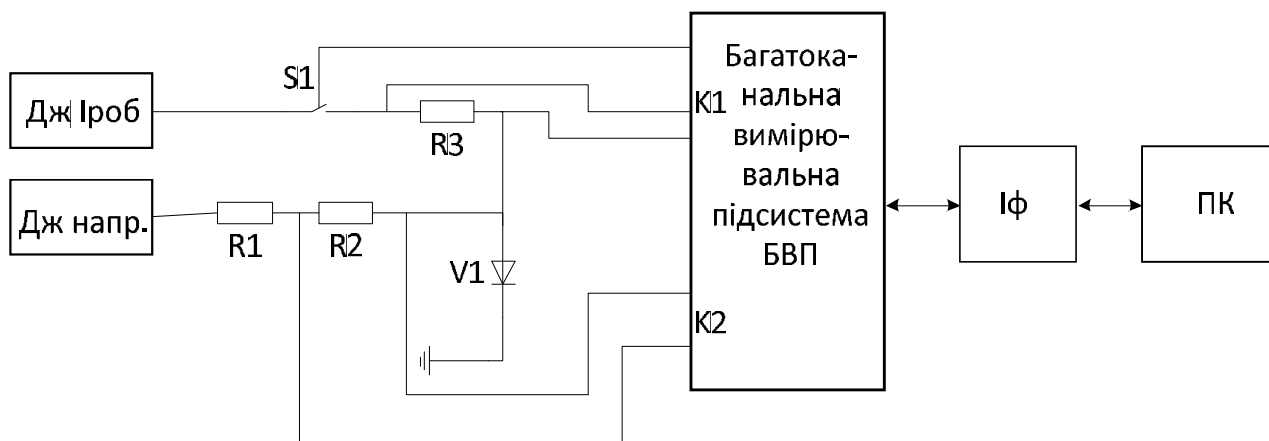 S1
Дж Іроб
R3
K1
Багатока-
нальна
вимірю-
вальна
підсистема
БВП
Дж напр.
R1
R2
V1
K2
Іф
ПК